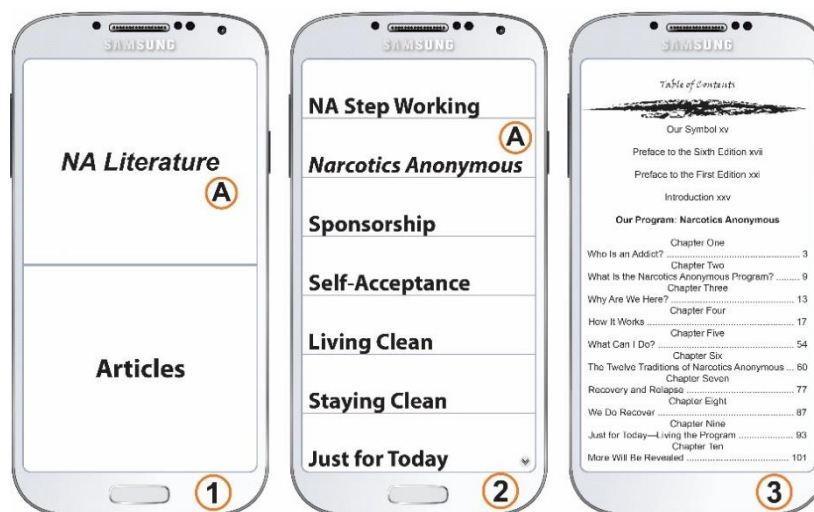 SAMSUNG
NA Literature
A
Articles
1
SAMSUNG
NA Step Working
A
Narcotics Anonymous
Sponsorship
Self-Acceptance
Living Clean
Staying Clean
Just for Today
2
SAMSUNG
Table of Contents
Our Symbol xv
Preface to the Sixth Edition xvii
Preface to the First Edition xxi
Introduction xxv
Our Program: Narcotics Anonymous
Chapter One
Who Is an Addict? ........ 3
Chapter Two
What Is the Narcotics Anonymous Program? ........ 9
Chapter Three
Why Are We Here? ........ 13
Chapter Four
How It Works ........ 17
Chapter Five
What Can I Do? ........ 54
Chapter Six
The Twelve Traditions of Narcotics Anonymous ... 60
Chapter Seven
Recovery and Relapse ........ 77
Chapter Eight
We Do Recover ........ 87
Chapter Nine
Just for Today—Living the Program ........ 93
Chapter Ten
More Will Be Revealed ........ 101
3